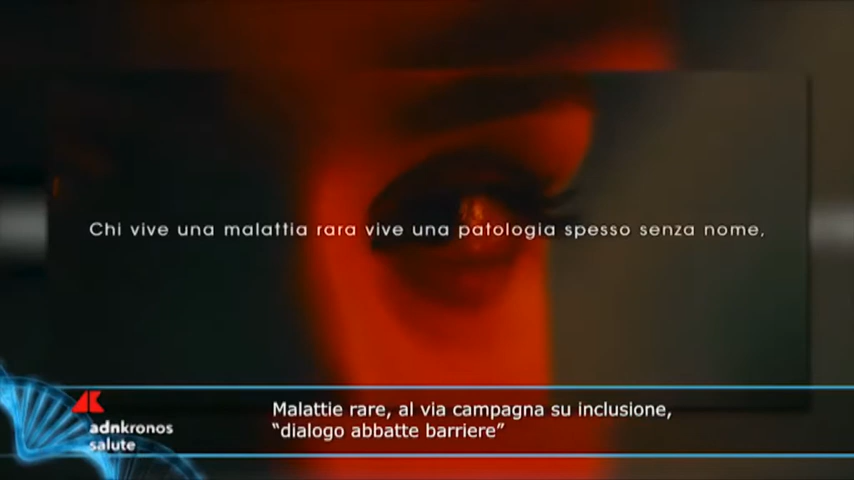 Chi vive una malattia rara vive una patologia spesso senza nome,
Malattie rare, al via campagna su inclusione,
“dialogo abbatte barriere”
adnkronos
salute